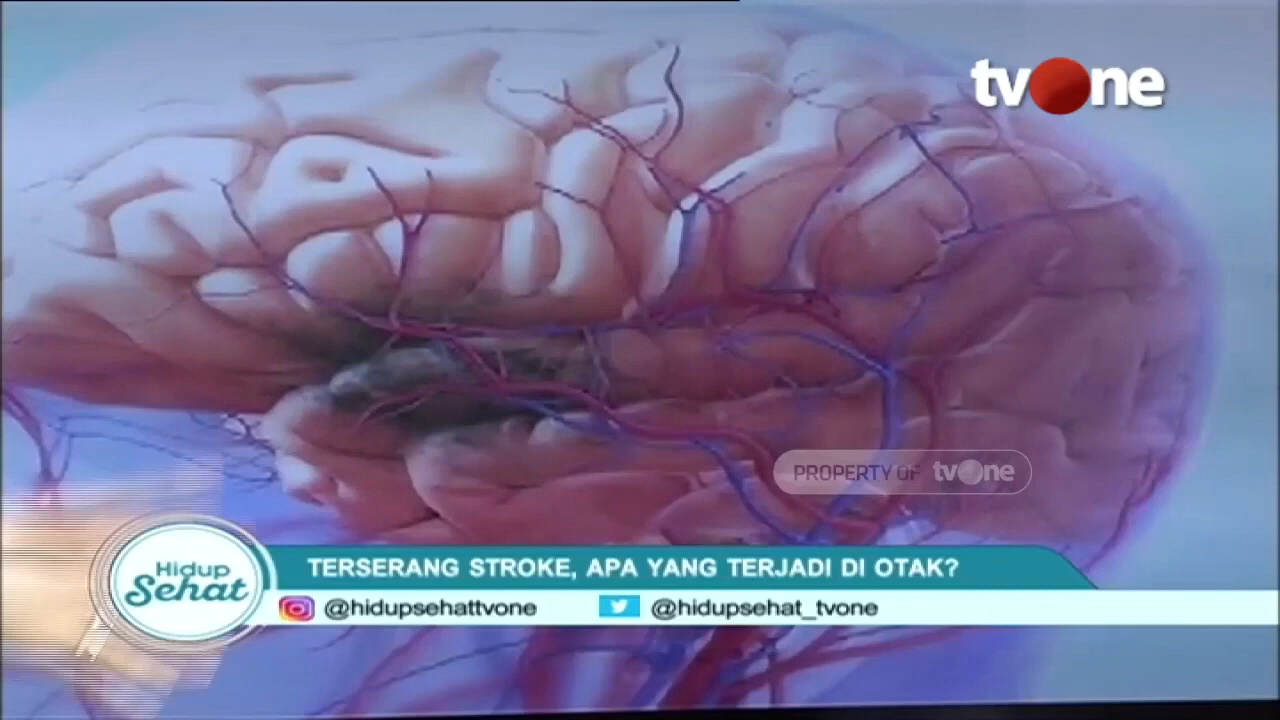 tvOne
PROPERTY OF tvOne
Hidup
Sehat
TERSERANG STROKE, APA YANG TERJADI DI OTAK?
@hidupsehattvone
@hidupsehat_tvone